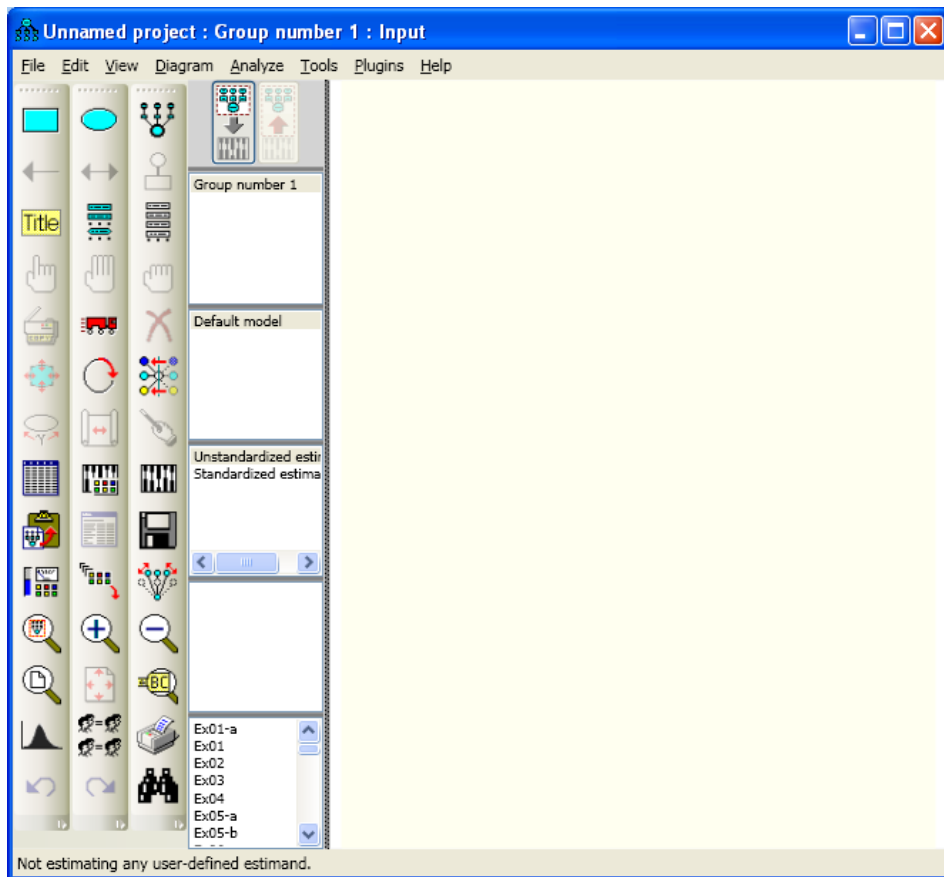 Unnamed project : Group number 1 : Input
File Edit View Diagram Analyze Tools Plugins Help
Group number 1
Title
Default model
Unstandardized estir
Standardized estima
Ex01-a
Ex01
Ex02
Ex03
Ex04
Ex05-a
Ex05-b
Not estimating any user-defined estimand.